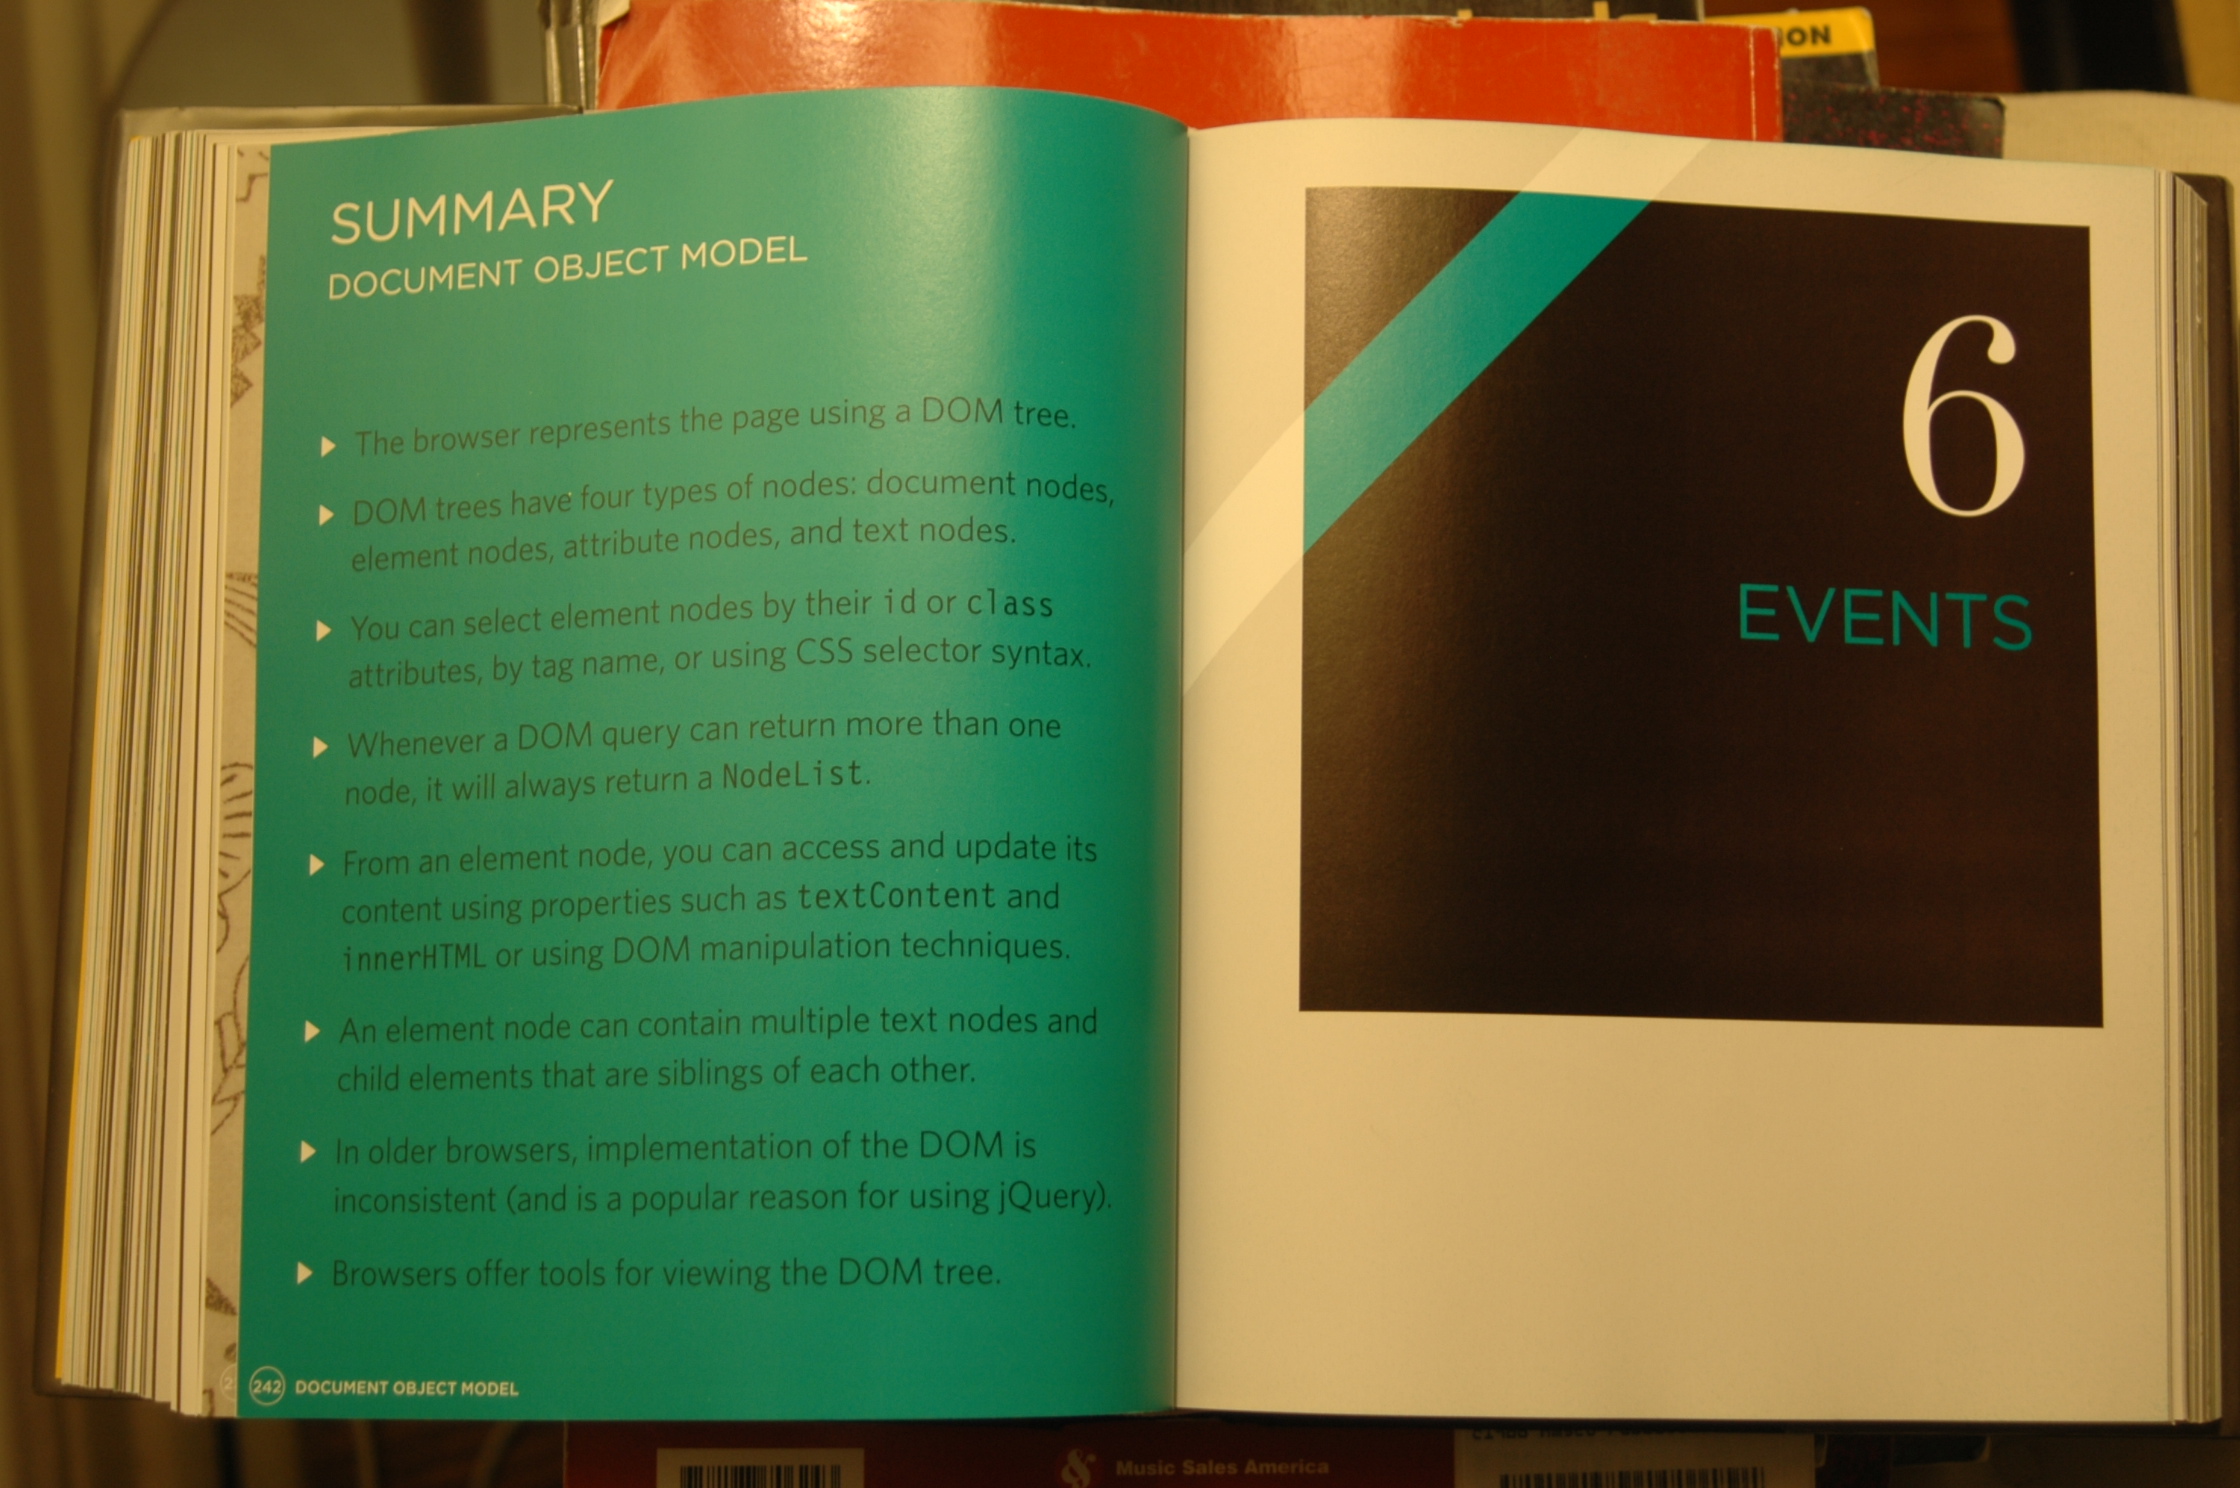 ION
SUMMARY
DOCUMENT OBJECT MODEL
The browser represents the page using a DOM tree.
DOM trees have four types of nodes: document nodes,
element nodes, attribute nodes, and text nodes.
You can select element nodes by their id or class
attributes, by tag name, or using CSS selector syntax.
Whenever a DOM query can return more than one
node, it will always return a NodeList.
From an element node, you can access and update its
content using properties such as textContent and
innerHTML or using DOM manipulation techniques.
An element node can contain multiple text nodes and
child elements that are siblings of each other.
In older browsers, implementation of the DOM is
inconsistent (and is a popular reason for using jQuery).
Browsers offer tools for viewing the DOM tree.
242 DOCUMENT OBJECT MODEL
6
EVENTS
Music Sales America